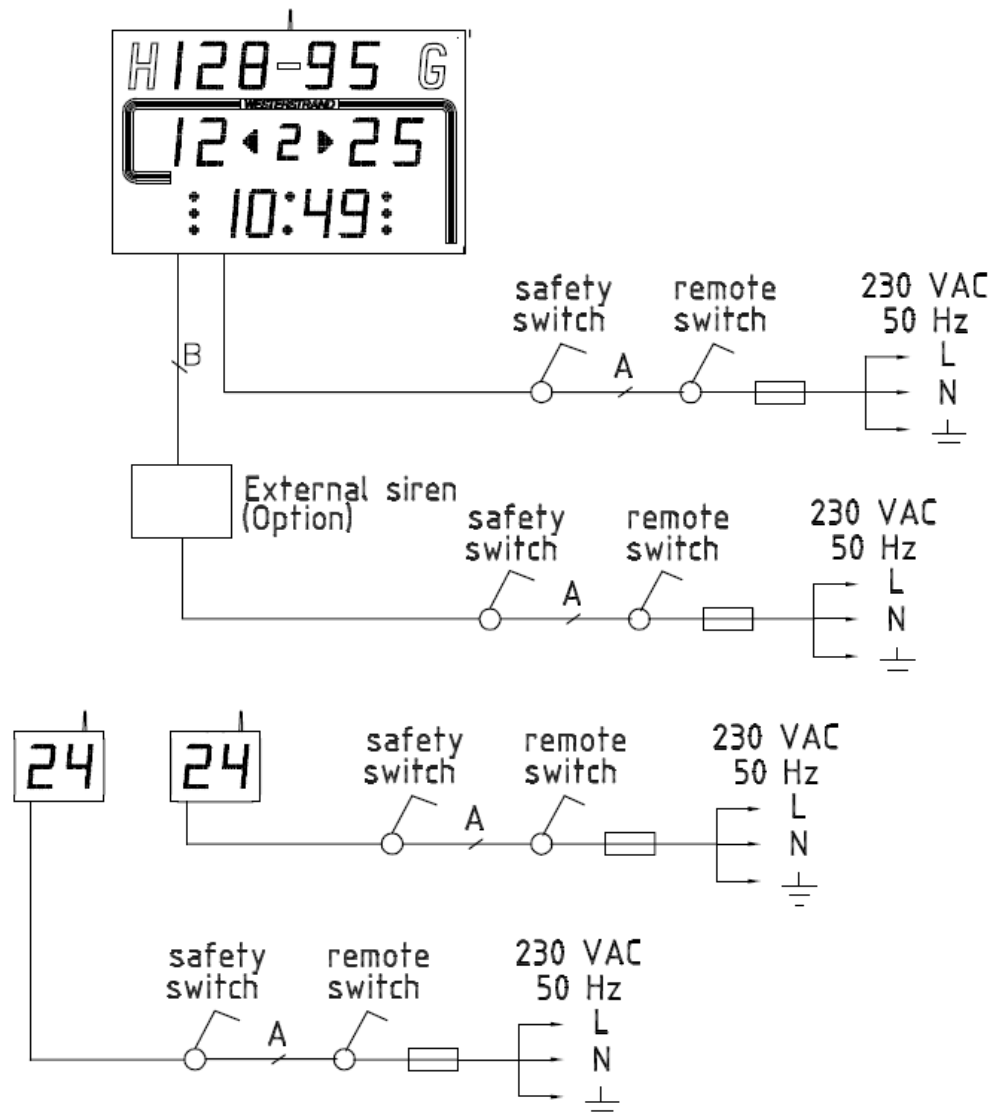 H 128-95 G
WESTERSTRAND
12 ◀ 2 ▶ 25
10:49
B
safety
switch
A
remote
switch
230 VAC
50 Hz
L
N
External siren
(Option)
safety
switch
A
remote
switch
230 VAC
50 Hz
L
N
24
24
safety
switch
A
remote
switch
230 VAC
50 Hz
L
N
safety
switch
A
remote
switch
230 VAC
50 Hz
L
N